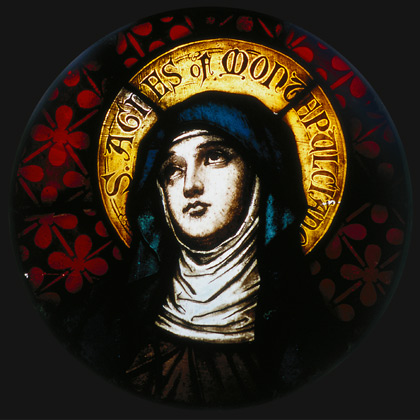 S. AGNES of MONTEPULCIANO